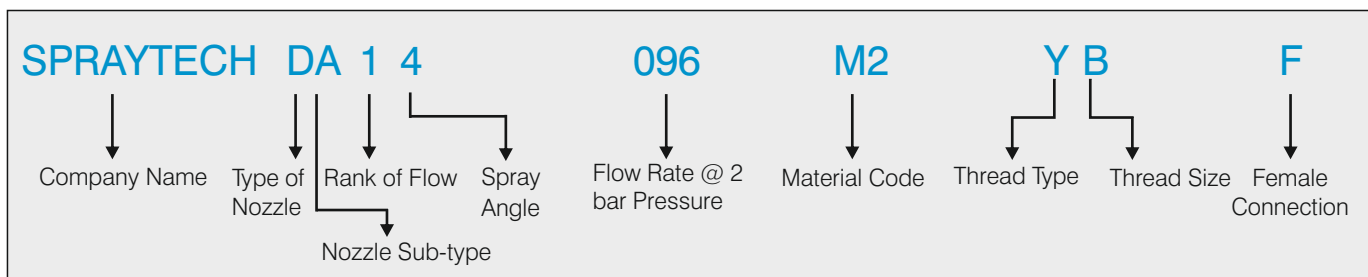 SPRAYTECH DA 1 4 096 M2 Y B F
Company Name
Type of
Nozzle
Rank of Flow
Spray
Angle
Flow Rate @ 2
bar Pressure
Material Code
Thread Type
Thread Size
Female
Connection
Nozzle Sub-type